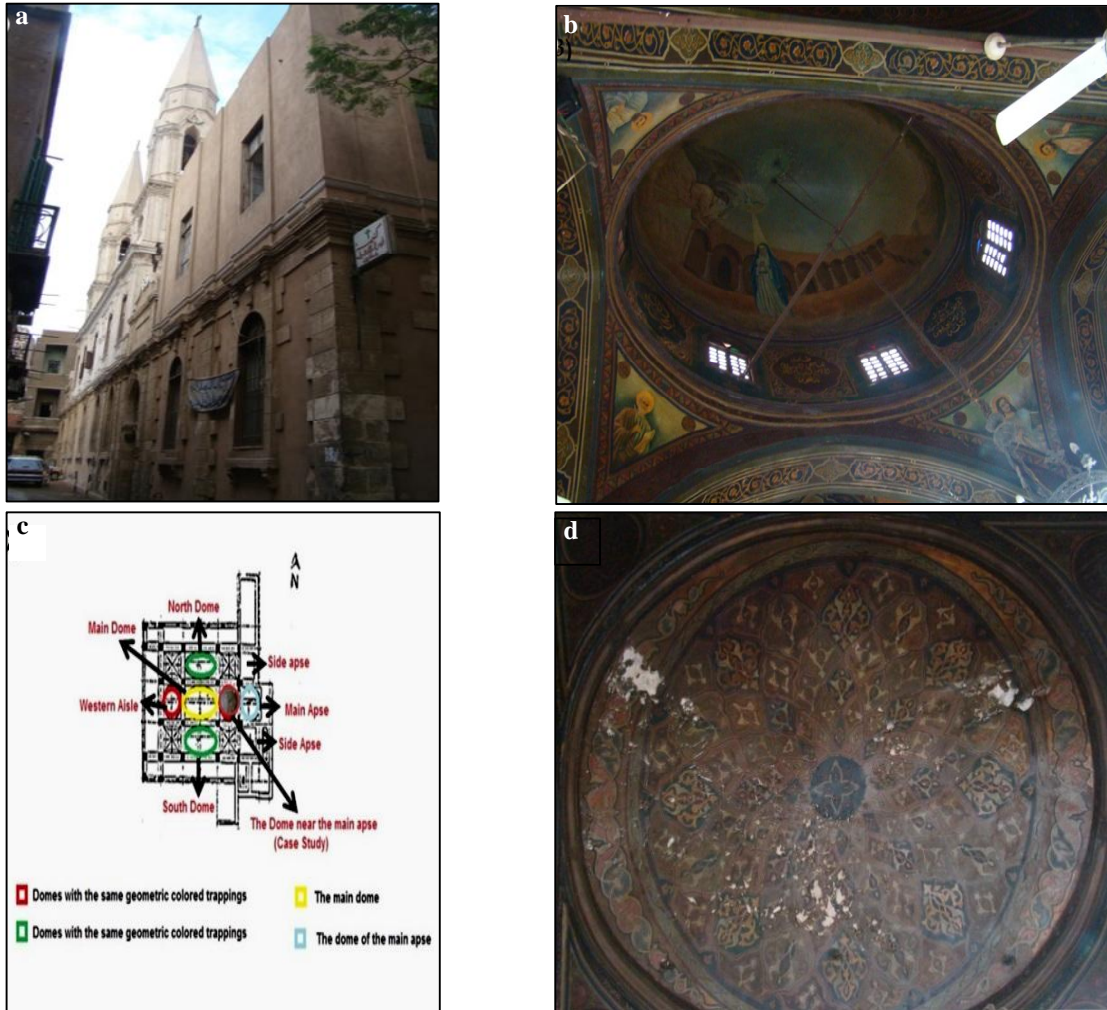 a
b
c
A
N
North Dome
Main Dome
Side apse
Western Aisle
Main Apse
Side Apse
South Dome
The Dome near the main apse
(Case Study)
Domes with the same geometric colored trappings
The main dome
Domes with the same geometric colored trappings
The dome of the main apse
d